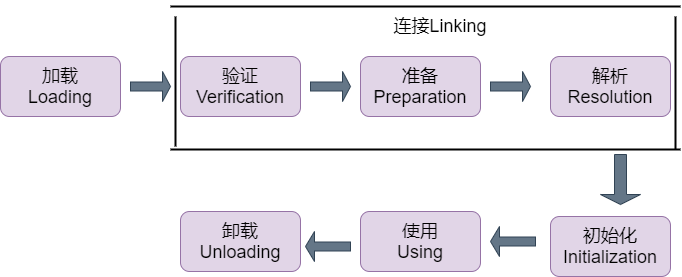 连接Linking
加载
Loading
验证
Verification
准备
Preparation
解析
Resolution
初始化
Initialization
使用
Using
卸载
Unloading